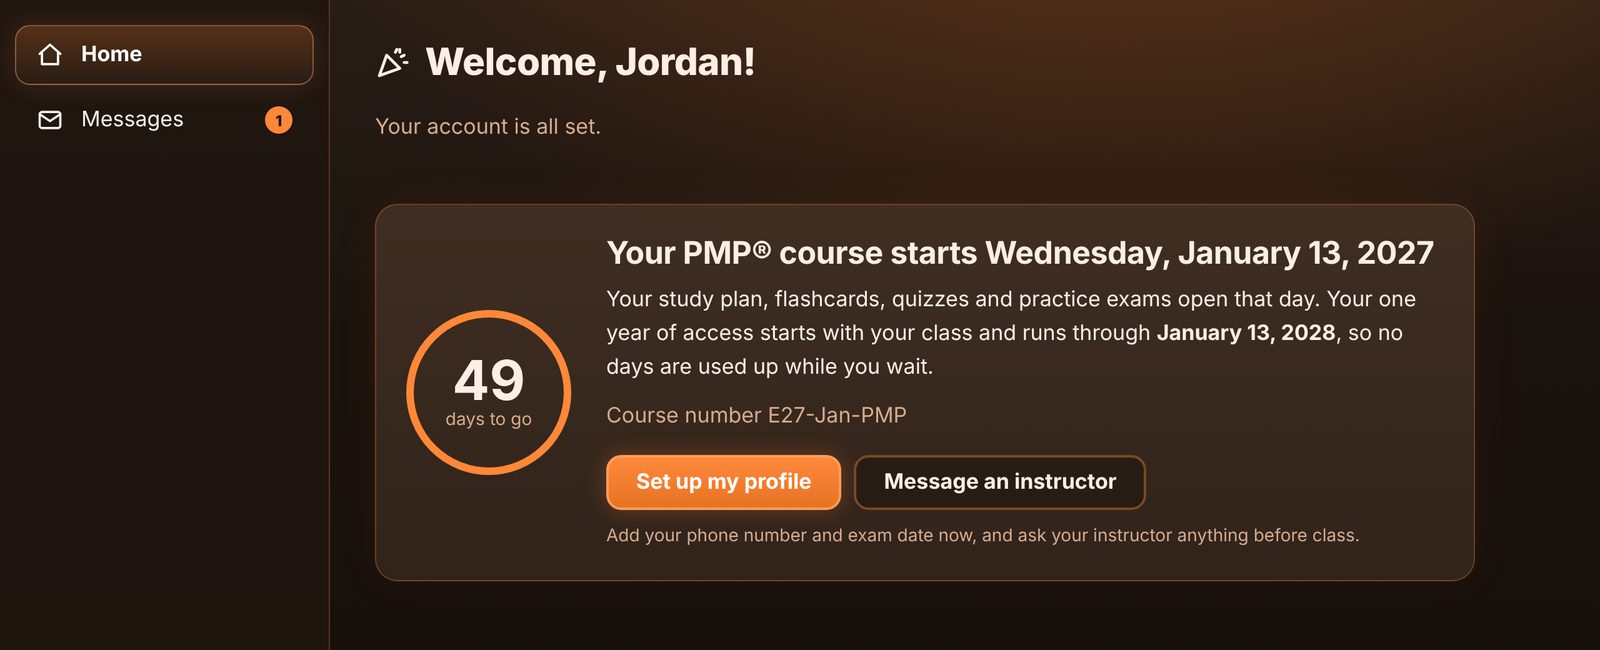 Home
Messages
1
Welcome, Jordan!
Your account is all set.
49
days to go
Your PMP® course starts Wednesday, January 13, 2027
Your study plan, flashcards, quizzes and practice exams open that day. Your one
year of access starts with your class and runs through January 13, 2028, so no
days are used up while you wait.
Course number E27-Jan-PMP
Set up my profile
Message an instructor
Add your phone number and exam date now, and ask your instructor anything before class.